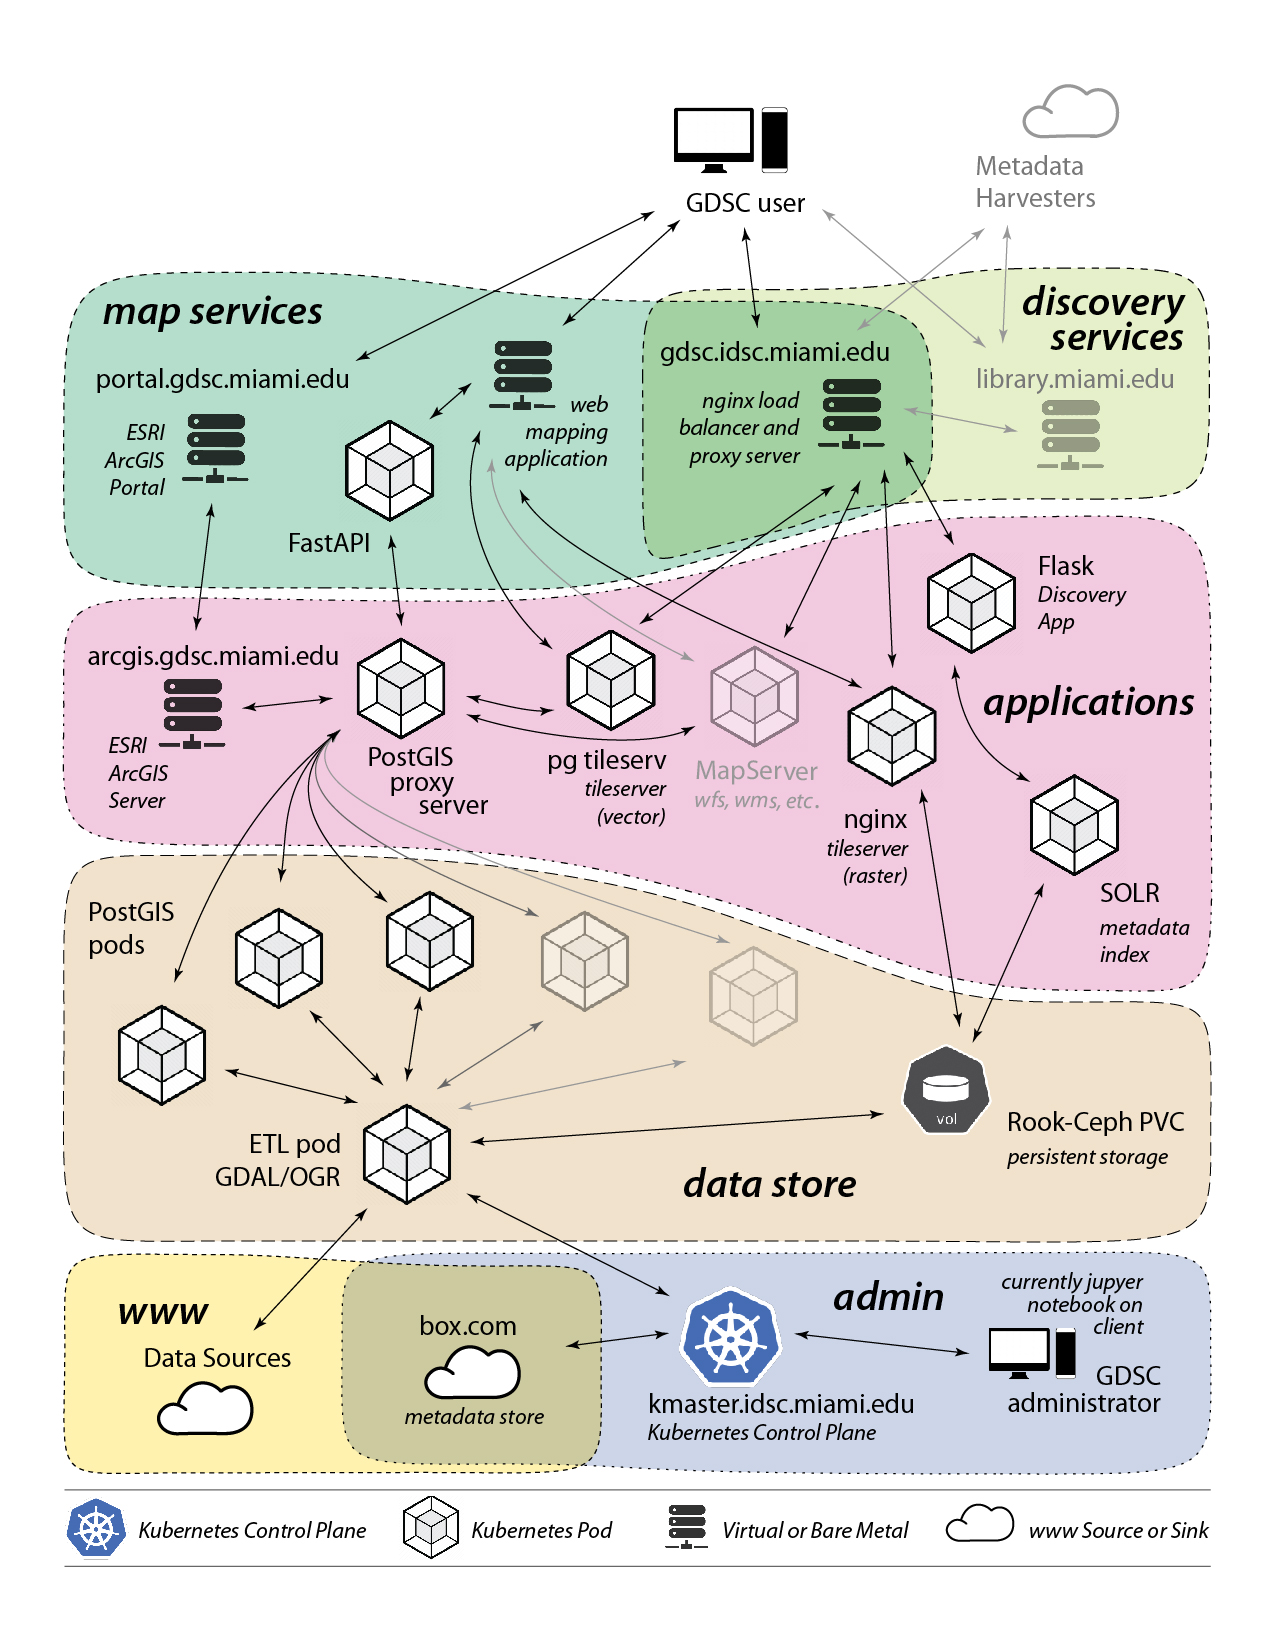 GDSC user
Metadata
Harvesters
map services
discovery
services
portal.gdsc.miami.edu
ESRI
ArcGIS
Portal
web
mapping
application
FastAPI
gdsc.idsc.miami.edu
nginx load
balancer and
proxy server
library.miami.edu
Flask
Discovery
App
applications
arcgis.gdsc.miami.edu
ESRI
ArcGIS
Server
PostGIS
proxy
server
pg tileserv
tileserver
(vector)
MapServer
wfs, wms, etc.
nginx
tileserver
(raster)
SOLR
metadata
index
PostGIS
pods
ETL pod
GDAL/OGR
vol
Rook-Ceph PVC
persistent storage
data store
www
Data Sources
box.com
metadata store
admin
kmaster.idsc.miami.edu
Kubernetes Control Plane
currently jupyer
notebook on
client
GDSC
administrator
Kubernetes Control Plane
Kubernetes Pod
Virtual or Bare Metal
www Source or Sink